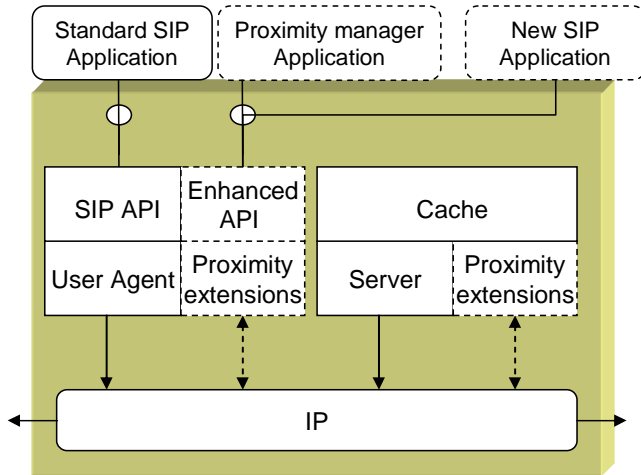 Standard SIP
Application
Proximity manager
Application
New SIP
Application
SIP API
Enhanced
API
Cache
User Agent
Proximity
extensions
Server
Proximity
extensions
IP